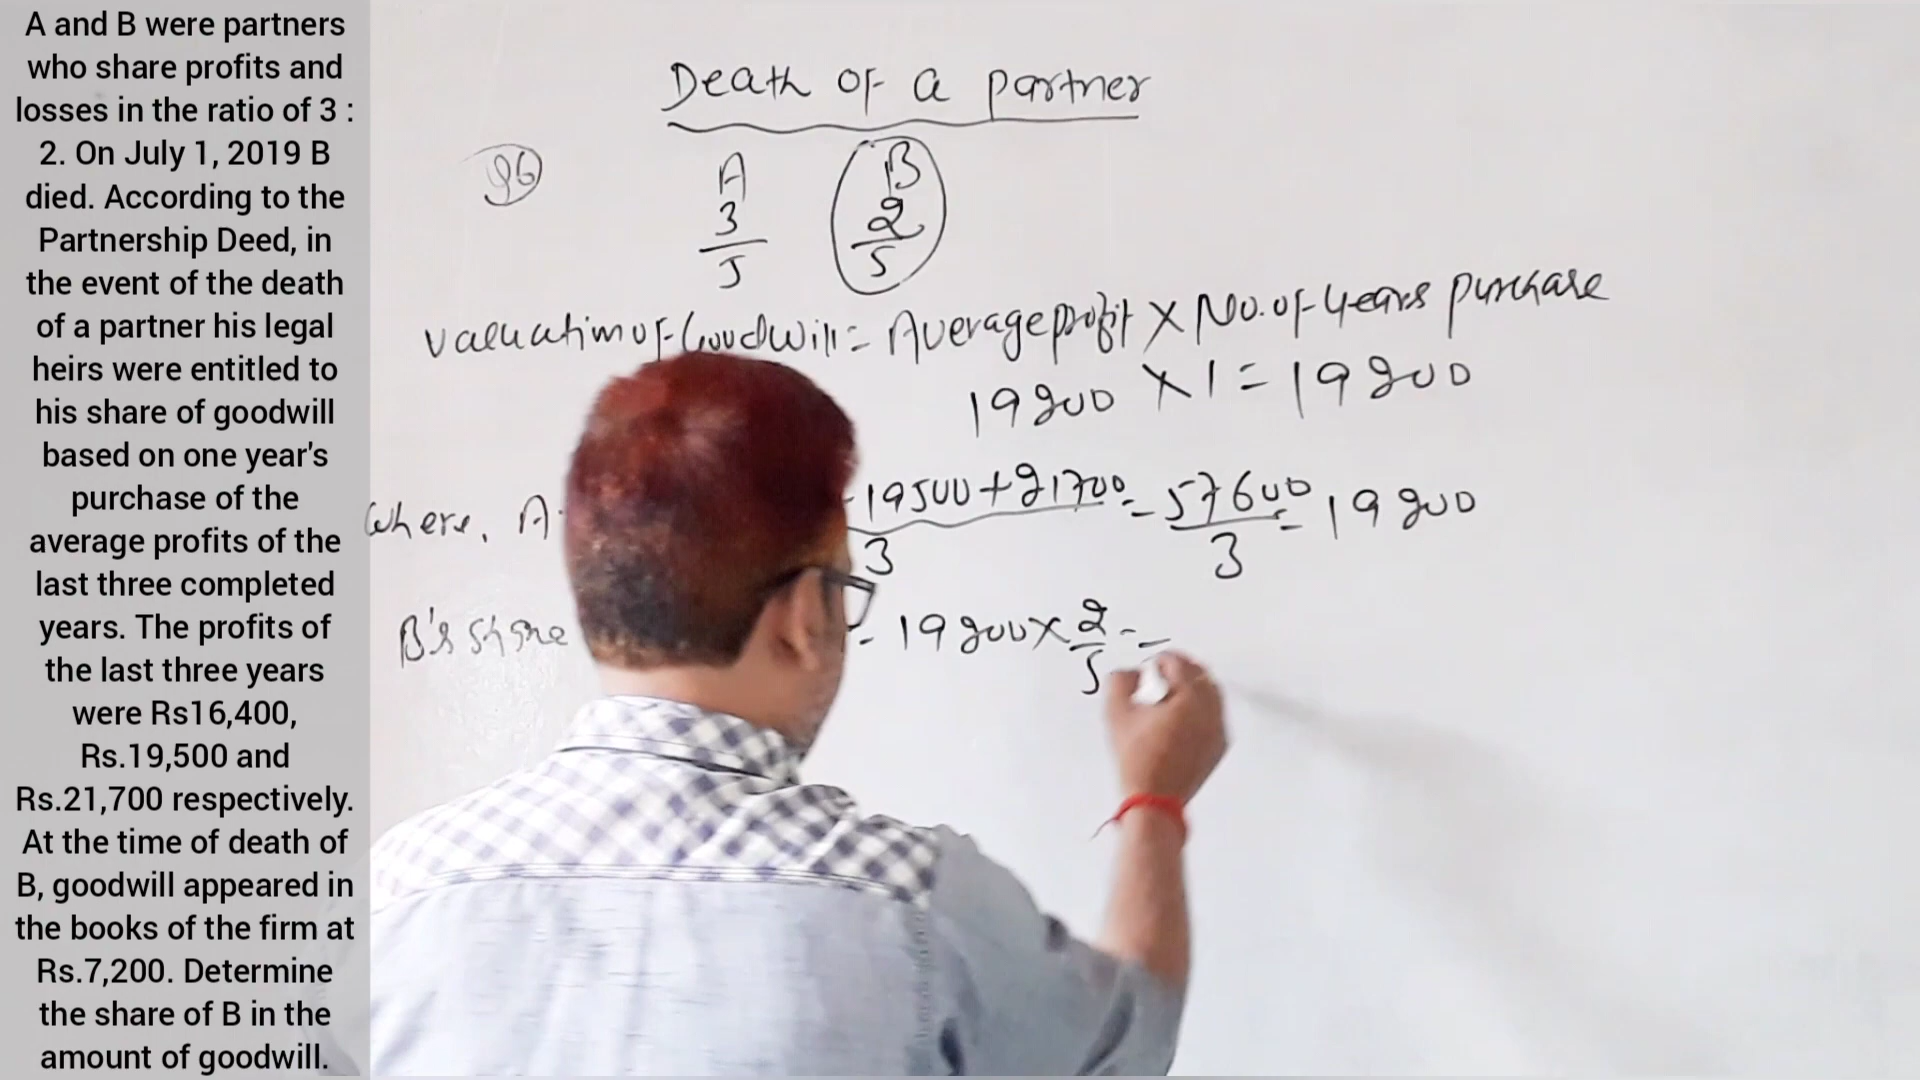 A and B were partners
who share profits and
losses in the ratio of 3 :
2. On July 1, 2019 B
died. According to the
Partnership Deed, in
the event of the death
of a partner his legal
heirs were entitled to
his share of goodwill
based on one year's
purchase of the
average profits of the
last three completed
years. The profits of
the last three years
were Rs16,400,
Rs.19,500 and
Rs.21,700 respectively.
At the time of death of
B, goodwill appeared in
the books of the firm at
Rs.7,200. Determine
the share of B in the
amount of goodwill.
Death of a partner
96
A B
3 2
5 5
Valuation of Goodwill = Average profit × No. of years purchase
19200 × 1 = 19200
Where, A
19500 + 21700 = 57600 = 19200
3 3
B's share = 19200 × 2 - =
5